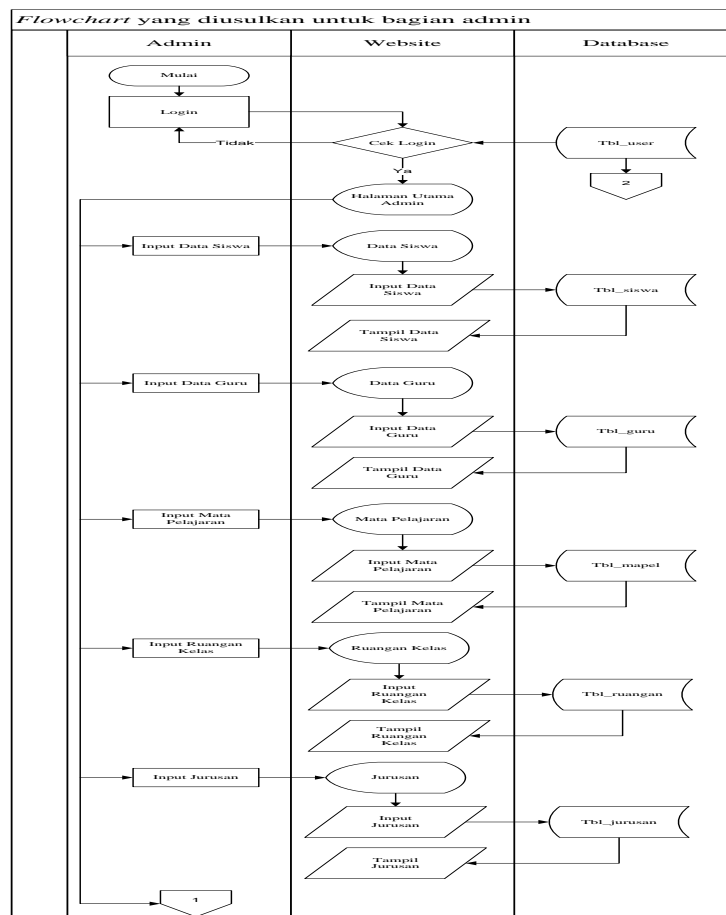 Flowchart yang diusulkan untuk bagian admin
Admin
Website
Database
Mulai
Login
Tidak
Cek Login
Tbl_user
Ya
2
Halaman Utama
Admin
Input Data Siswa
Data Siswa
Input Data
Siswa
Tbl_siswa
Tampil Data
Siswa
Input Data Guru
Data Guru
Input Data
Guru
Tbl_guru
Tampil Data
Guru
Input Mata
Pelajaran
Mata Pelajaran
Input Mata
Pelajaran
Tbl_mapel
Tampil Mata
Pelajaran
Input Ruangan
Kelas
Ruangan Kelas
Input
Ruangan
Kelas
Tbl_ruangan
Tampil
Ruangan
Kelas
Input Jurusan
Jurusan
Input
Jurusan
Tbl_jurusan
Tampil
Jurusan
1